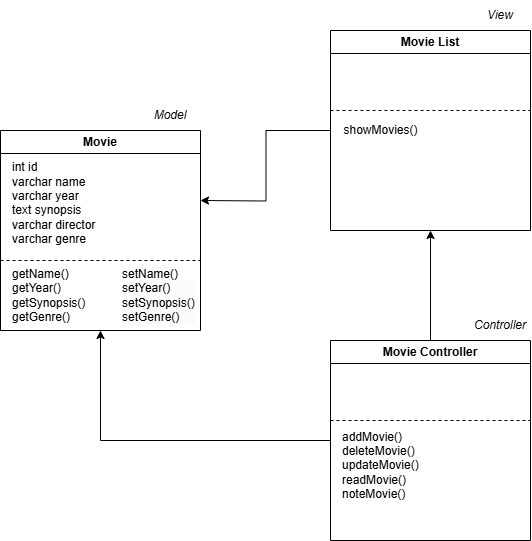 View
Movie List
showMovies()
Model
Movie
int id
varchar name
varchar year
text synopsis
varchar director
varchar genre
getName() setName()
getYear() setYear()
getSynopsis() setSynopsis()
getGenre() setGenre()
Controller
Movie Controller
addMovie()
deleteMovie()
updateMovie()
readMovie()
noteMovie()